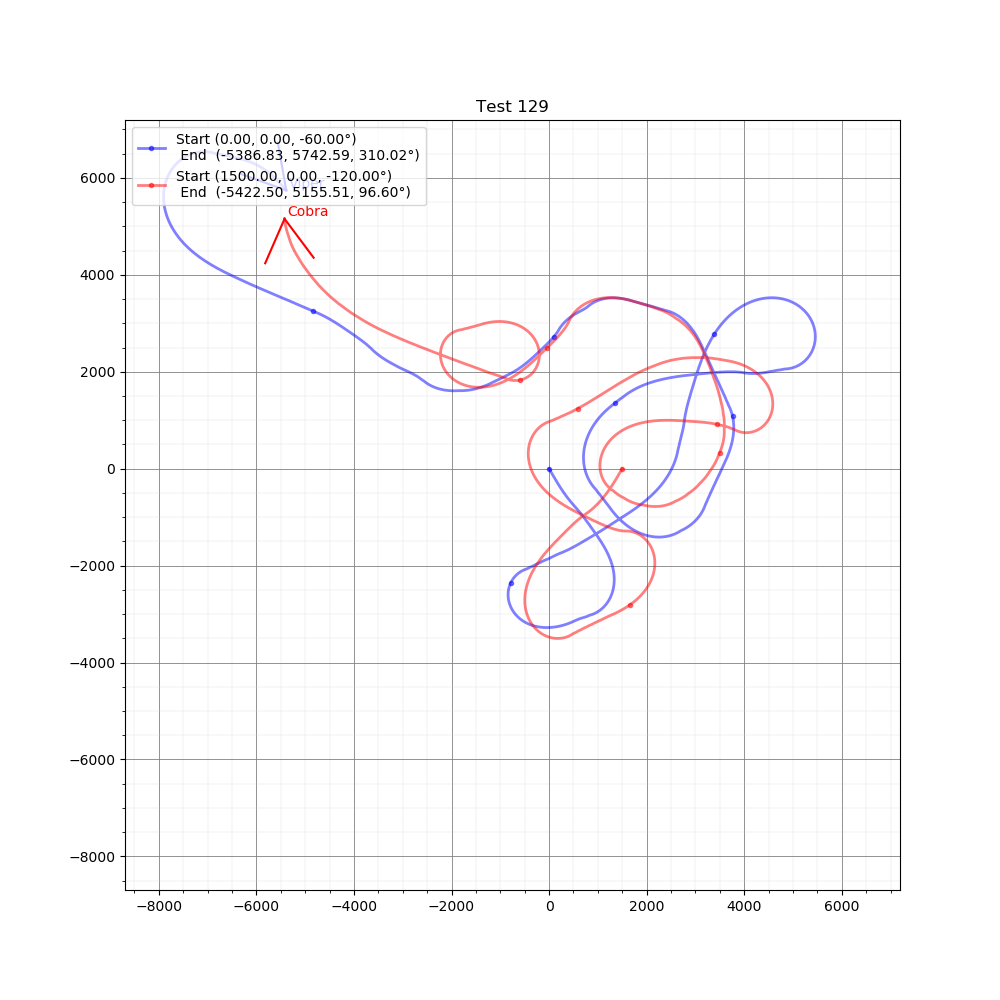 Test 129
Start (0.00, 0.00, -60.00°)
End  (-5386.83, 5742.59, 310.02°)
Start (1500.00, 0.00, -120.00°)
End  (-5422.50, 5155.51, 96.60°)
Cobra
6000
4000
2000
0
−2000
−4000
−6000
−8000
−8000 −6000 −4000 −2000 0 2000 4000 6000